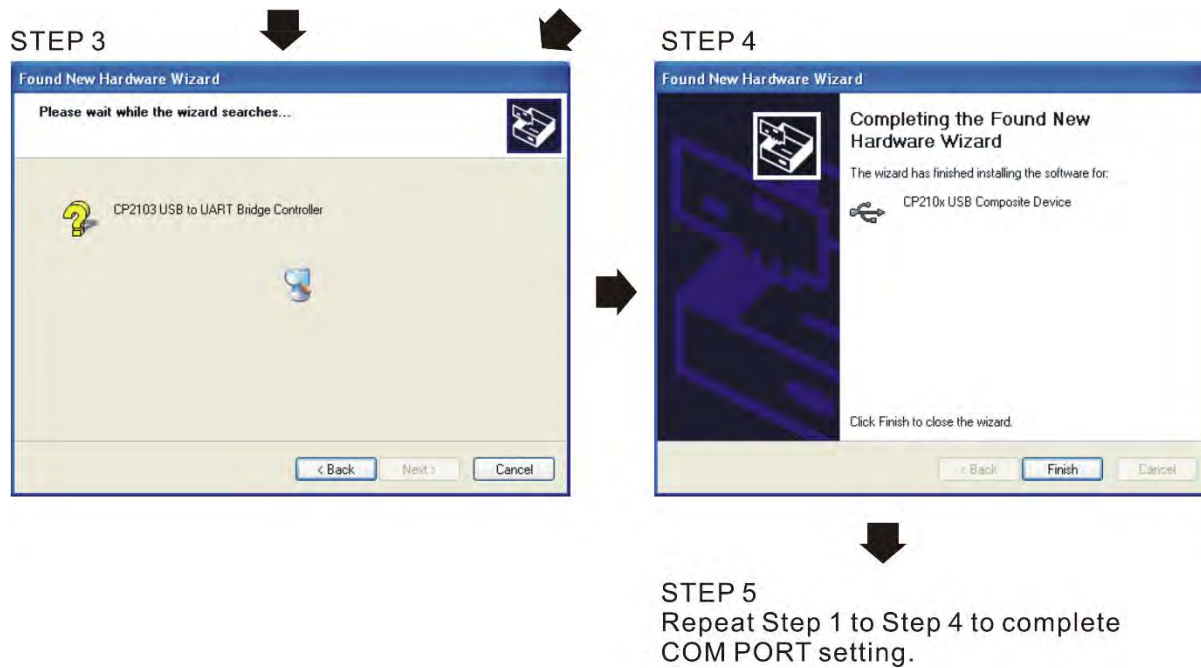 STEP 3
Found New Hardware Wizard
Please wait while the wizard searches...
CP2103 USB to UART Bridge Controller
< Back
Next >
Cancel
STEP 4
Found New Hardware Wizard
Completing the Found New
Hardware Wizard
The wizard has finished installing the software for:
CP210x USB Composite Device
Click Finish to close the wizard.
< Back
Finish
Cancel
STEP 5
Repeat Step 1 to Step 4 to complete
COM PORT setting.